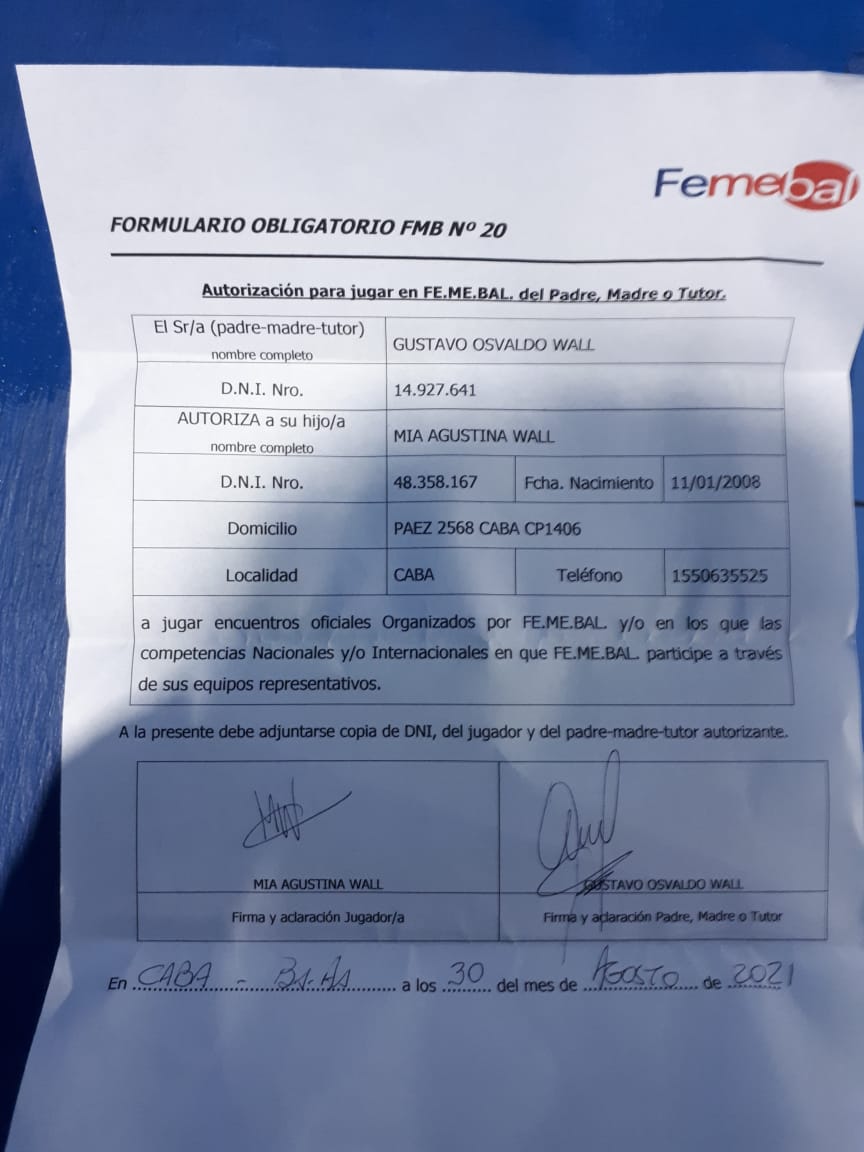 Femebal
FORMULARIO OBLIGATORIO FMB Nº 20
Autorización para jugar en FE.ME.BAL. del Padre, Madre o Tutor.
El Sr/a (padre-madre-tutor)
nombre completo
GUSTAVO OSVALDO WALL
D.N.I. Nro.
14.927.641
AUTORIZA a su hijo/a
nombre completo
MIA AGUSTINA WALL
D.N.I. Nro.
48.358.167
Fcha. Nacimiento
11/01/2008
Domicilio
PAEZ 2568 CABA CP1406
Localidad
CABA
Teléfono
1550635525
a jugar encuentros oficiales Organizados por FE.ME.BAL. y/o en los que las
competencias Nacionales y/o Internacionales en que FE.ME.BAL. participe a través
de sus equipos representativos.
A la presente debe adjuntarse copia de DNI, del jugador y del padre-madre-tutor autorizante.
MIA AGUSTINA WALL
GUSTAVO OSVALDO WALL
Firma y aclaración Jugador/a
Firma y aclaración Padre, Madre o Tutor
En CABA - BS.AS a los 30 del mes de AGOSTO de 2021